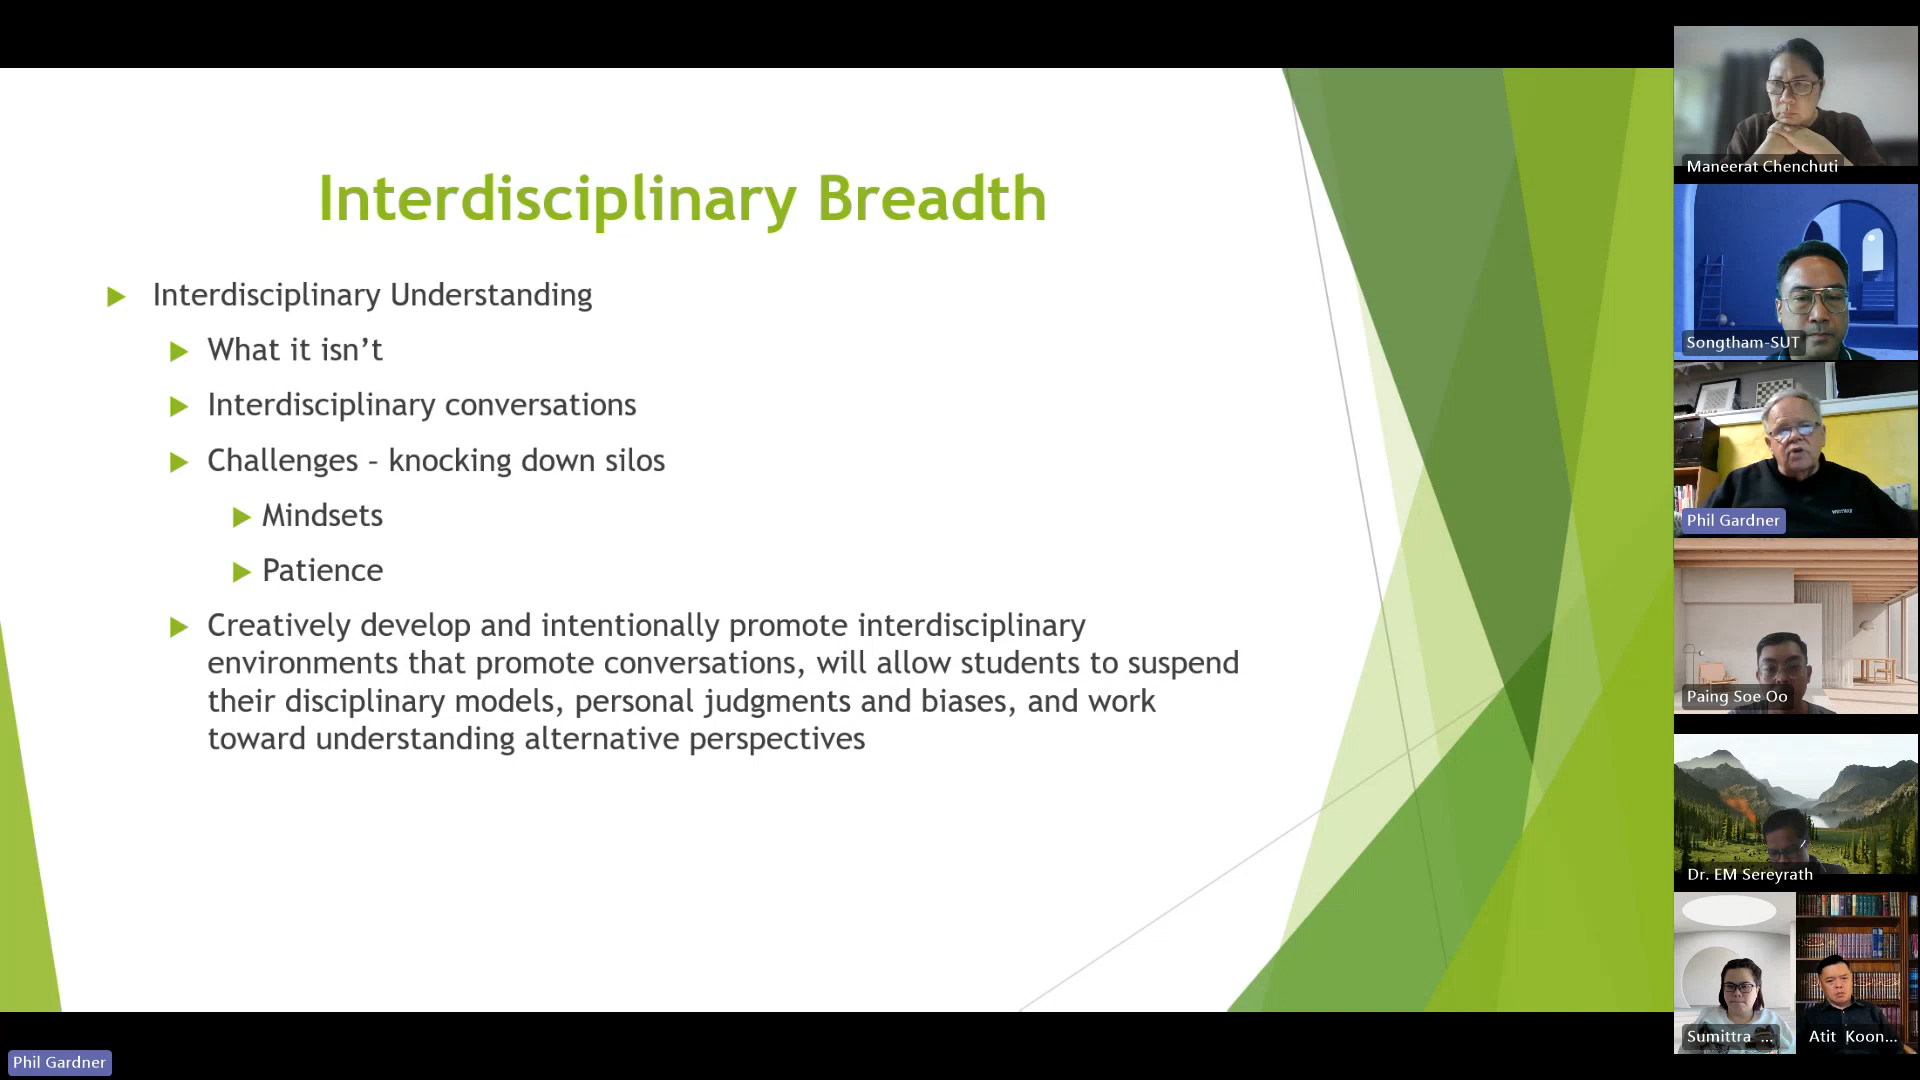 Interdisciplinary Breadth
Interdisciplinary Understanding
What it isn’t
Interdisciplinary conversations
Challenges – knocking down silos
Mindsets
Patience
Creatively develop and intentionally promote interdisciplinary
environments that promote conversations, will allow students to suspend
their disciplinary models, personal judgments and biases, and work
toward understanding alternative perspectives
Maneerat Chenchuti
Songtham-SUT
Phil Gardner
Paing Soe Oo
Dr. EM Sereyrath
Sumittra ...
Atit Koon...
Phil Gardner